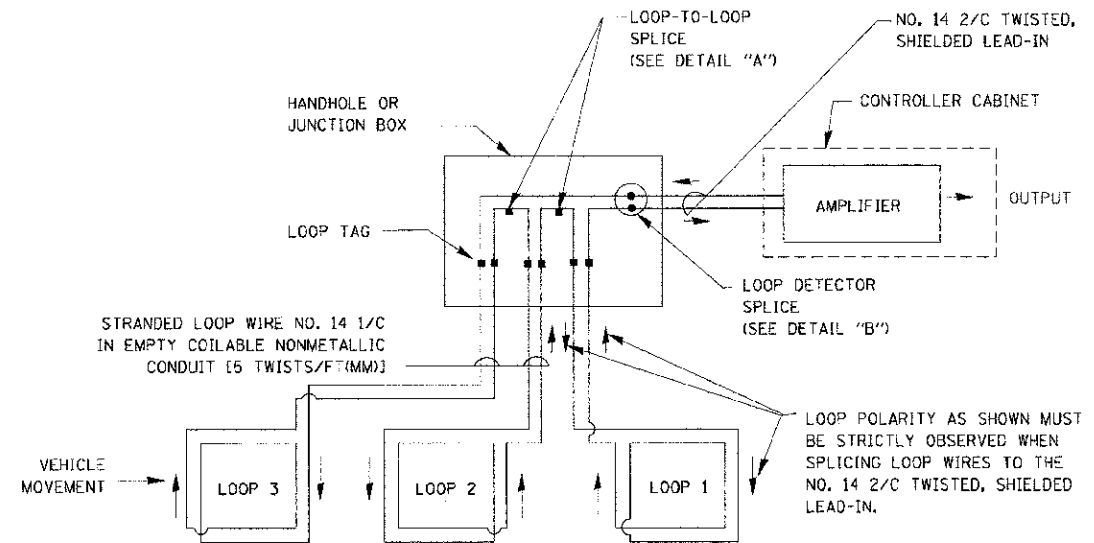 LOOP-TO-LOOP
SPLICE
(SEE DETAIL "A")
NO. 14 2/C TWISTED,
SHIELDED LEAD-IN
HANDHOLE OR
JUNCTION BOX
CONTROLLER CABINET
AMPLIFIER
OUTPUT
LOOP TAG
LOOP DETECTOR
SPLICE
(SEE DETAIL "B")
STRANDED LOOP WIRE NO. 14 1/C
IN EMPTY COILABLE NONMETALLIC
CONDUIT [5 TWISTS/FT(MM)]
LOOP POLARITY AS SHOWN MUST
BE STRICTLY OBSERVED WHEN
SPLICING LOOP WIRES TO THE
NO. 14 2/C TWISTED, SHIELDED
LEAD-IN.
VEHICLE
MOVEMENT
LOOP 3
LOOP 2
LOOP 1